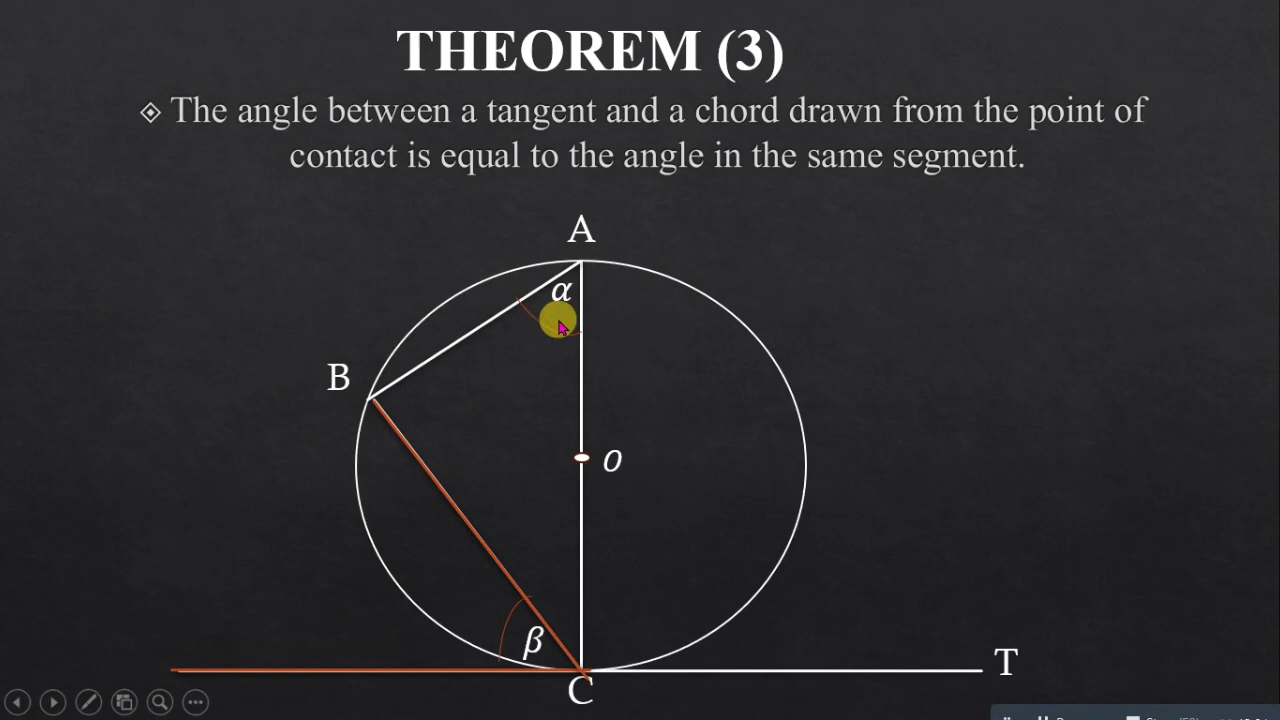 THEOREM (3)
The angle between a tangent and a chord drawn from the point of
contact is equal to the angle in the same segment.
A
α
B
O
β
T
C